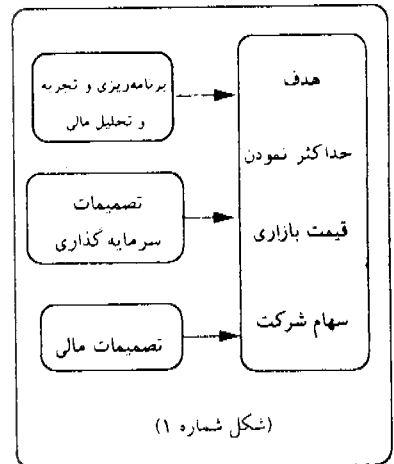 برنامه‌ریزی و تجزیه
و تحلیل مالی
تصمیمات
سرمایه گذاری
تصمیمات مالی
هدف
حداکثر نمودن
قیمت بازاری
سهام شرکت
(شکل شماره ۱)